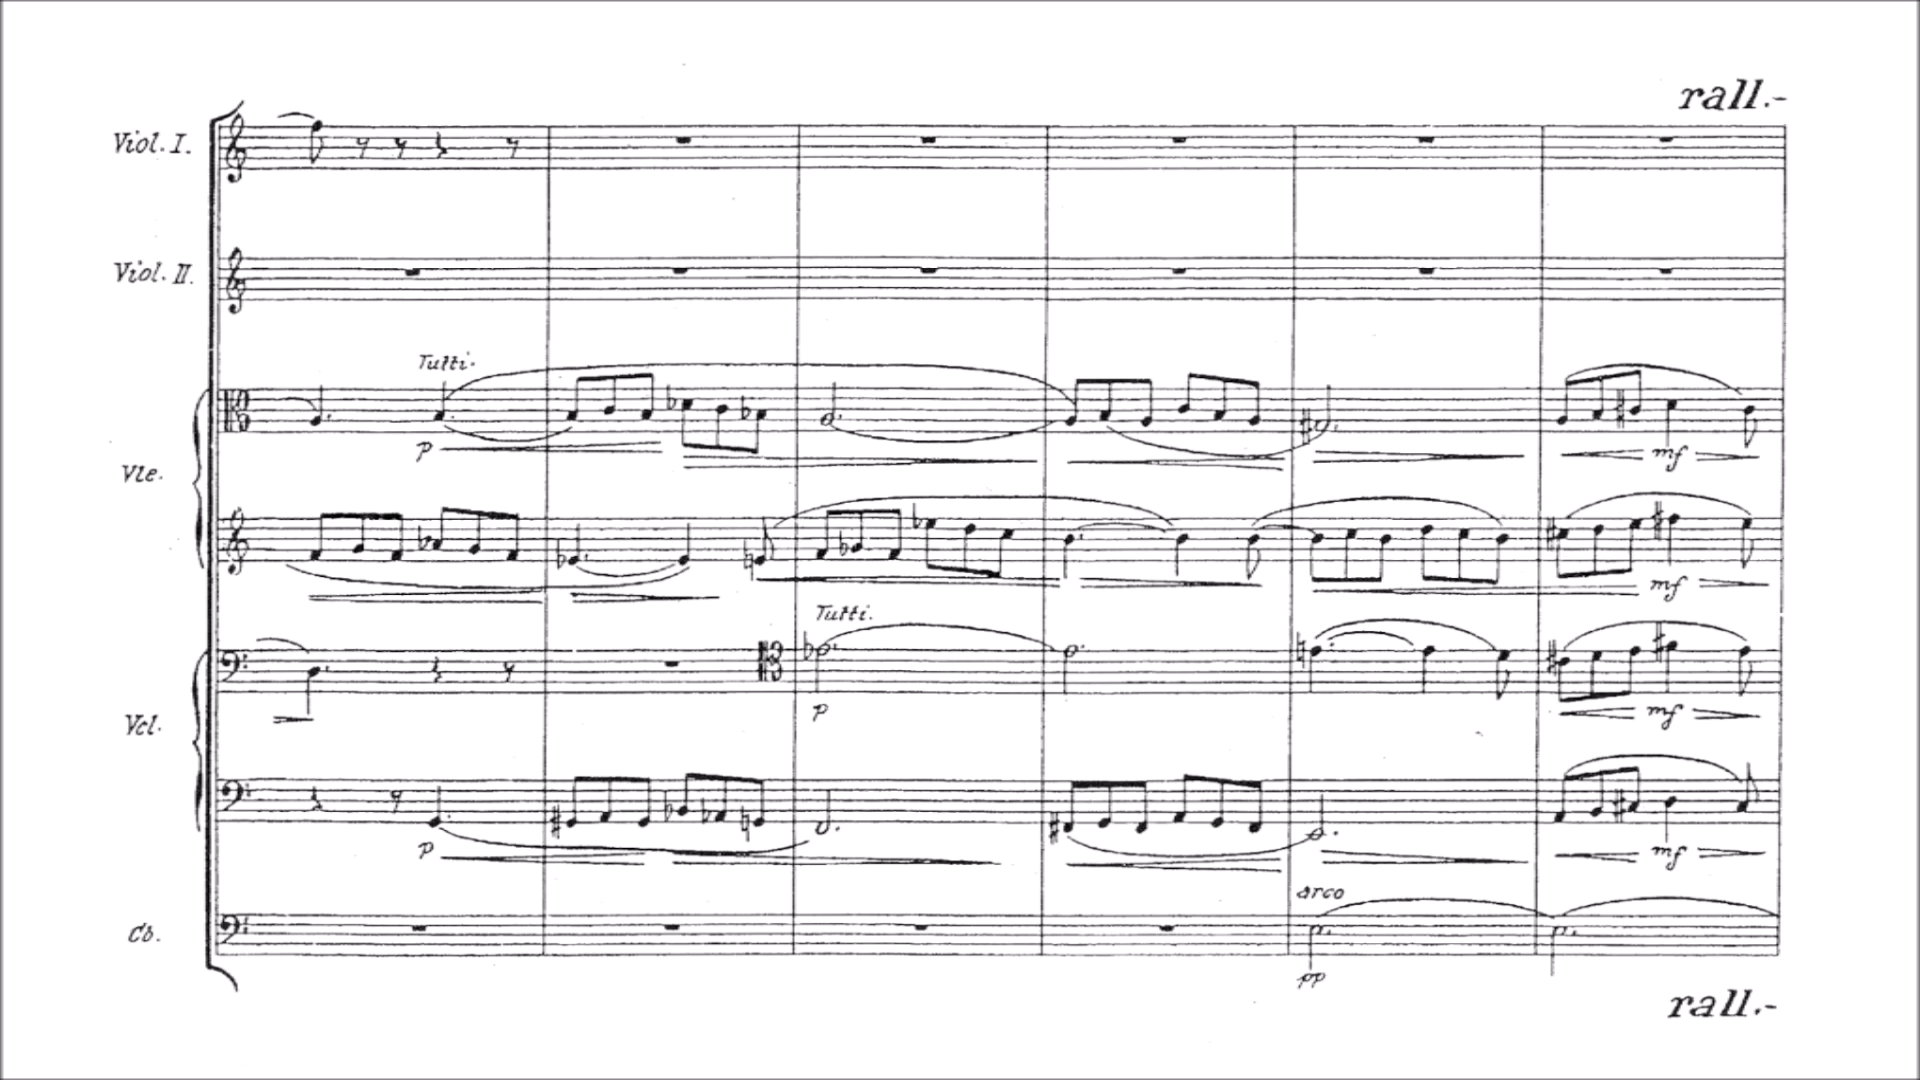 rall.-
Viol. I.
Viol. II.
Tutti.
p
mf
Vle.
mf
Tutti.
p
mf
Vcl.
p
mf
arco
Cb.
pp
rall.-